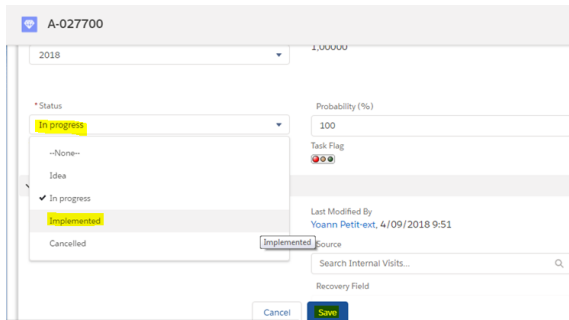 A-027700
2018
1,00000
*Status
Probability (%)
In progress
100
Task Flag
--None--
Idea
In progress
Implemented
Cancelled
Last Modified By
Yoann Petit-ext, 4/09/2018 9:51
Implemented
Source
Search Internal Visits...
Recovery Field
Cancel
Save